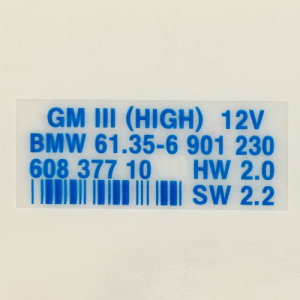 GM III (HIGH) 12V
BMW 61.35-6 901 230
608 377 10 HW 2.0
SW 2.2